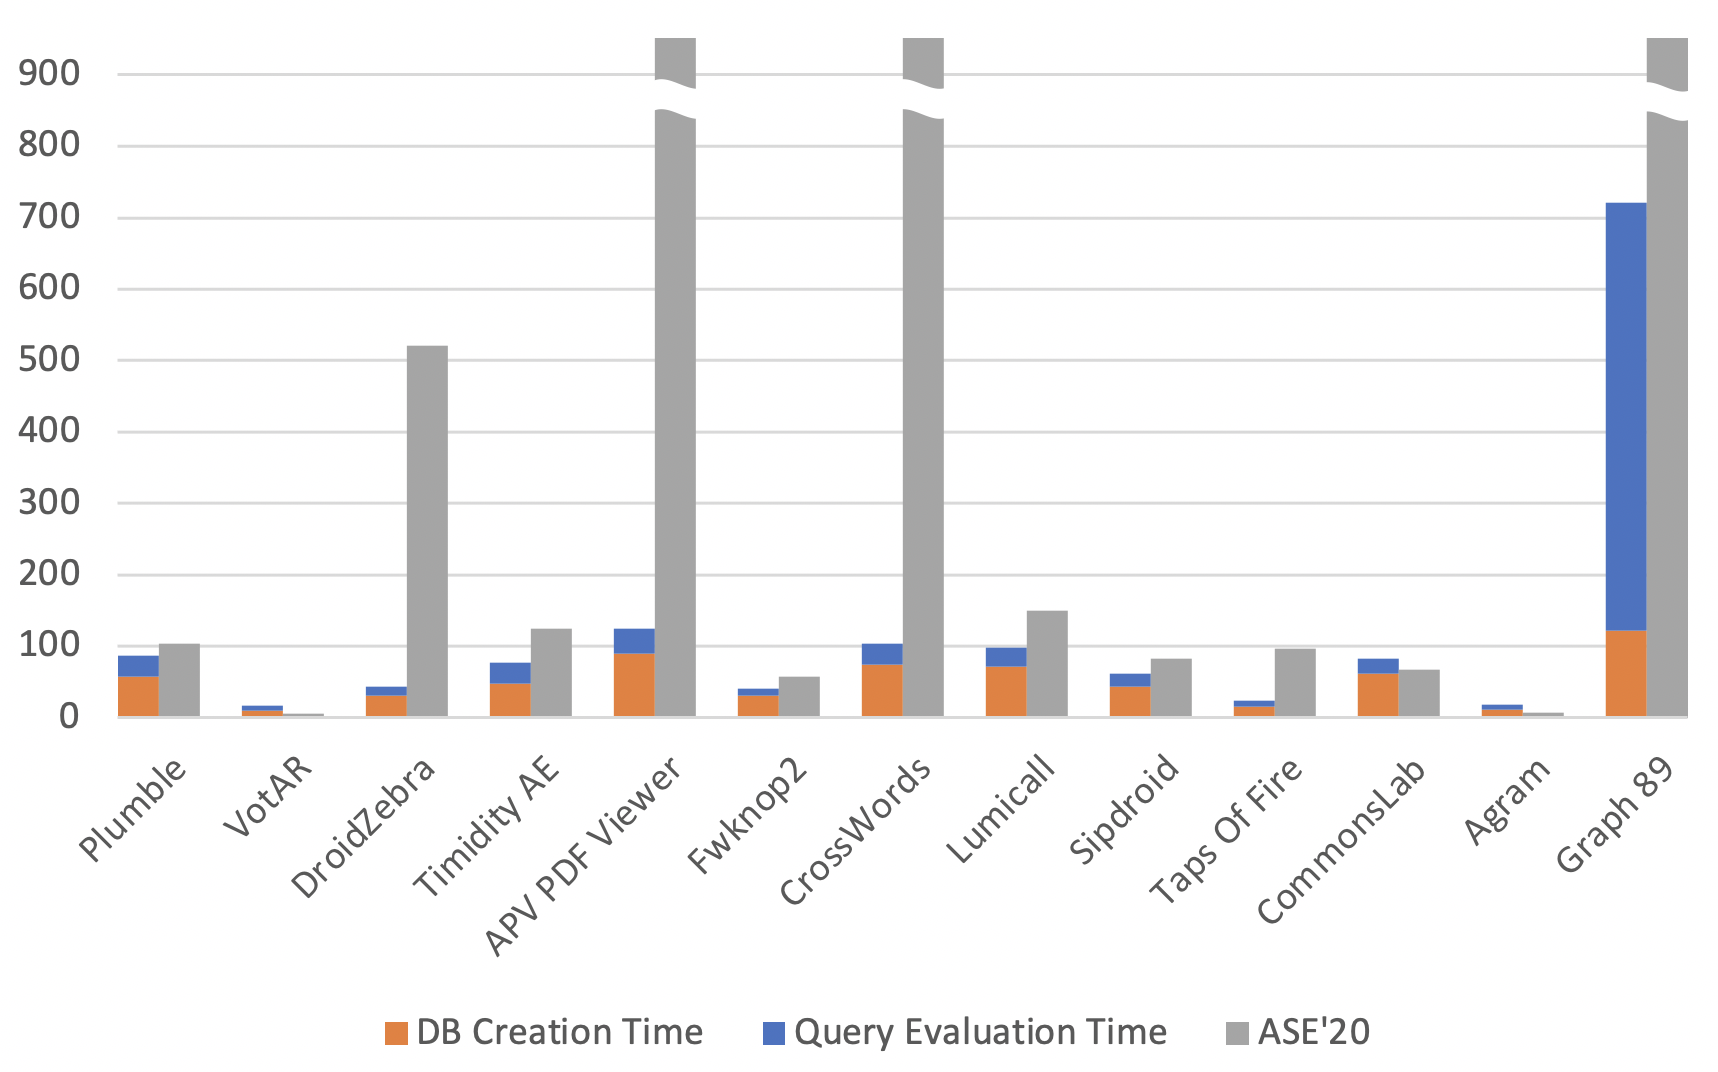 900
800
700
600
500
400
300
200
100
0
Plumble
VotAR
DroidZebra
Timidity AE
APV PDF Viewer
Fwknop2
CrossWords
Lumicall
Sipdroid
Taps Of Fire
CommonsLab
Agram
Graph 89
DB Creation Time
Query Evaluation Time
ASE'20